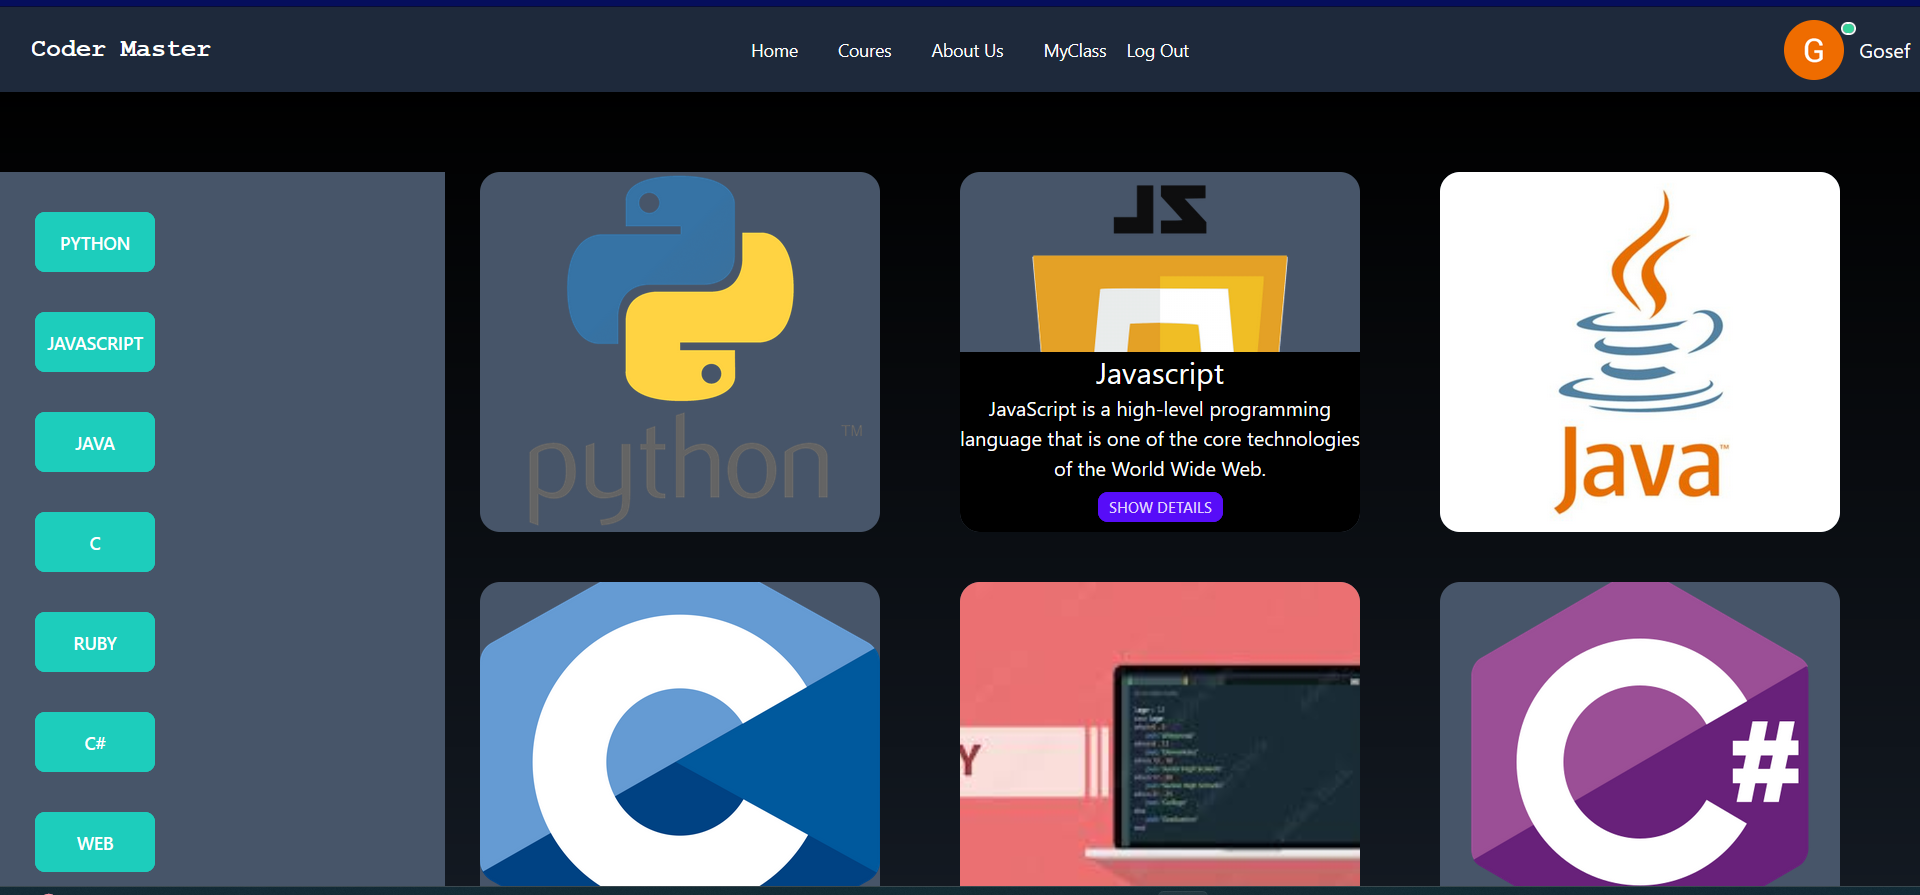 Coder Master
Home Coures About Us MyClass Log Out
G Gosef
PYTHON
JAVASCRIPT
JAVA
C
RUBY
C#
WEB
python TM
JS
Javascript
JavaScript is a high-level programming
language that is one of the core technologies
of the World Wide Web.
SHOW DETAILS
Java™
C
Y
C#